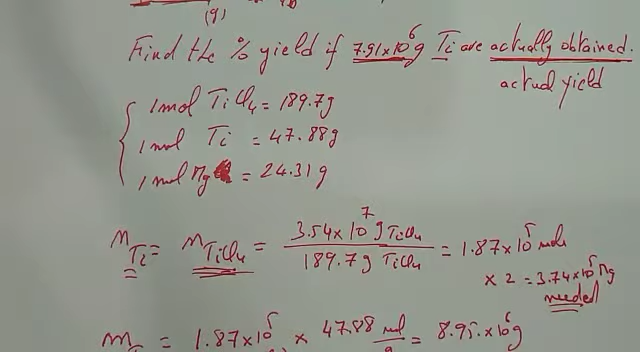 (g)
Find the % yield if 7.91x10^6 g Ti are actually obtained.
actual yield
1 mol TiCl4 = 189.7g
1 mol Ti = 47.88g
1 mol Mg = 24.31g
n_Ti = n_TiCl4 = 3.54x10^7 g TiCl4 / 189.7g TiCl4 = 1.87x10^5 mol
x 2 = 3.74x10^5 Mg
needed
1.87x10^5 x 47.88 mol/g = 8.95x10^6 g